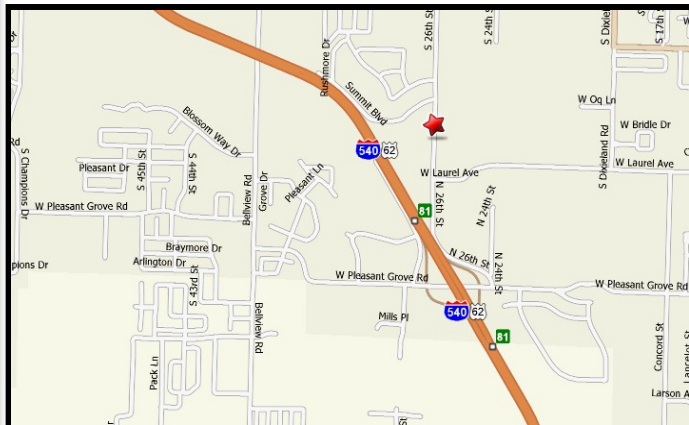 S 26th St
S 24th St
S Dixiel
S 17th S
Dr
Rushmore Dr
Summit Blvd
Blossom Way Dr
W Oq Ln
W Bridle Dr
S Dixieland Rd
Rd
S Champions Dr
S 45th St
S 44th St
Pleasant Dr
Bellview Rd
Grove Dr
Pleasant Ln
540
62
W Laurel Ave
W Laurel Ave
C
N 26th St
N 24th St
W Pleasant Grove Rd
81
Braymore Dr
Arlington Dr
pions Dr
S 43rd St
N 26th St
N 24th St
W Pleasant Grove Rd
W Pleasant Grove Rd
Bellview Rd
540
62
Mills Pl
81
Pack Ln
Concord St
Lancelot St
Larson A
er